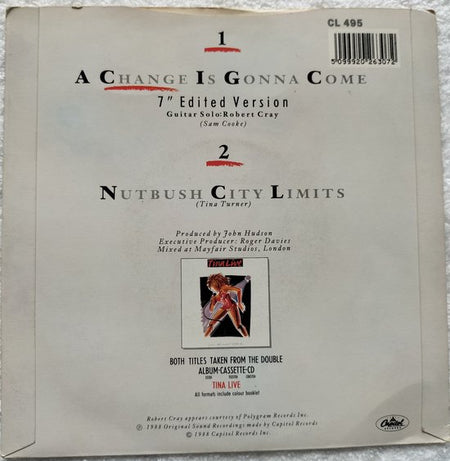 CL 495
5099920263072
1
A CHANGE IS GONNA COME
7" Edited Version
Guitar Solo: Robert Cray
(Sam Cooke)
2
NUTBUSH CITY LIMITS
(Tina Turner)
Produced by John Hudson
Executive Producer: Roger Davies
Mixed at Mayfair Studios, London
Tina Live
BOTH TITLES TAKEN FROM THE DOUBLE
ALBUM-CASSETTE-CD
TINA LIVE
All formats include colour booklet
Robert Cray appears courtesy of Polygram Records Inc.
℗ 1988 Original Sound Recordings made by Capitol Records Inc.
© 1988 Capitol Records Inc.
Capitol